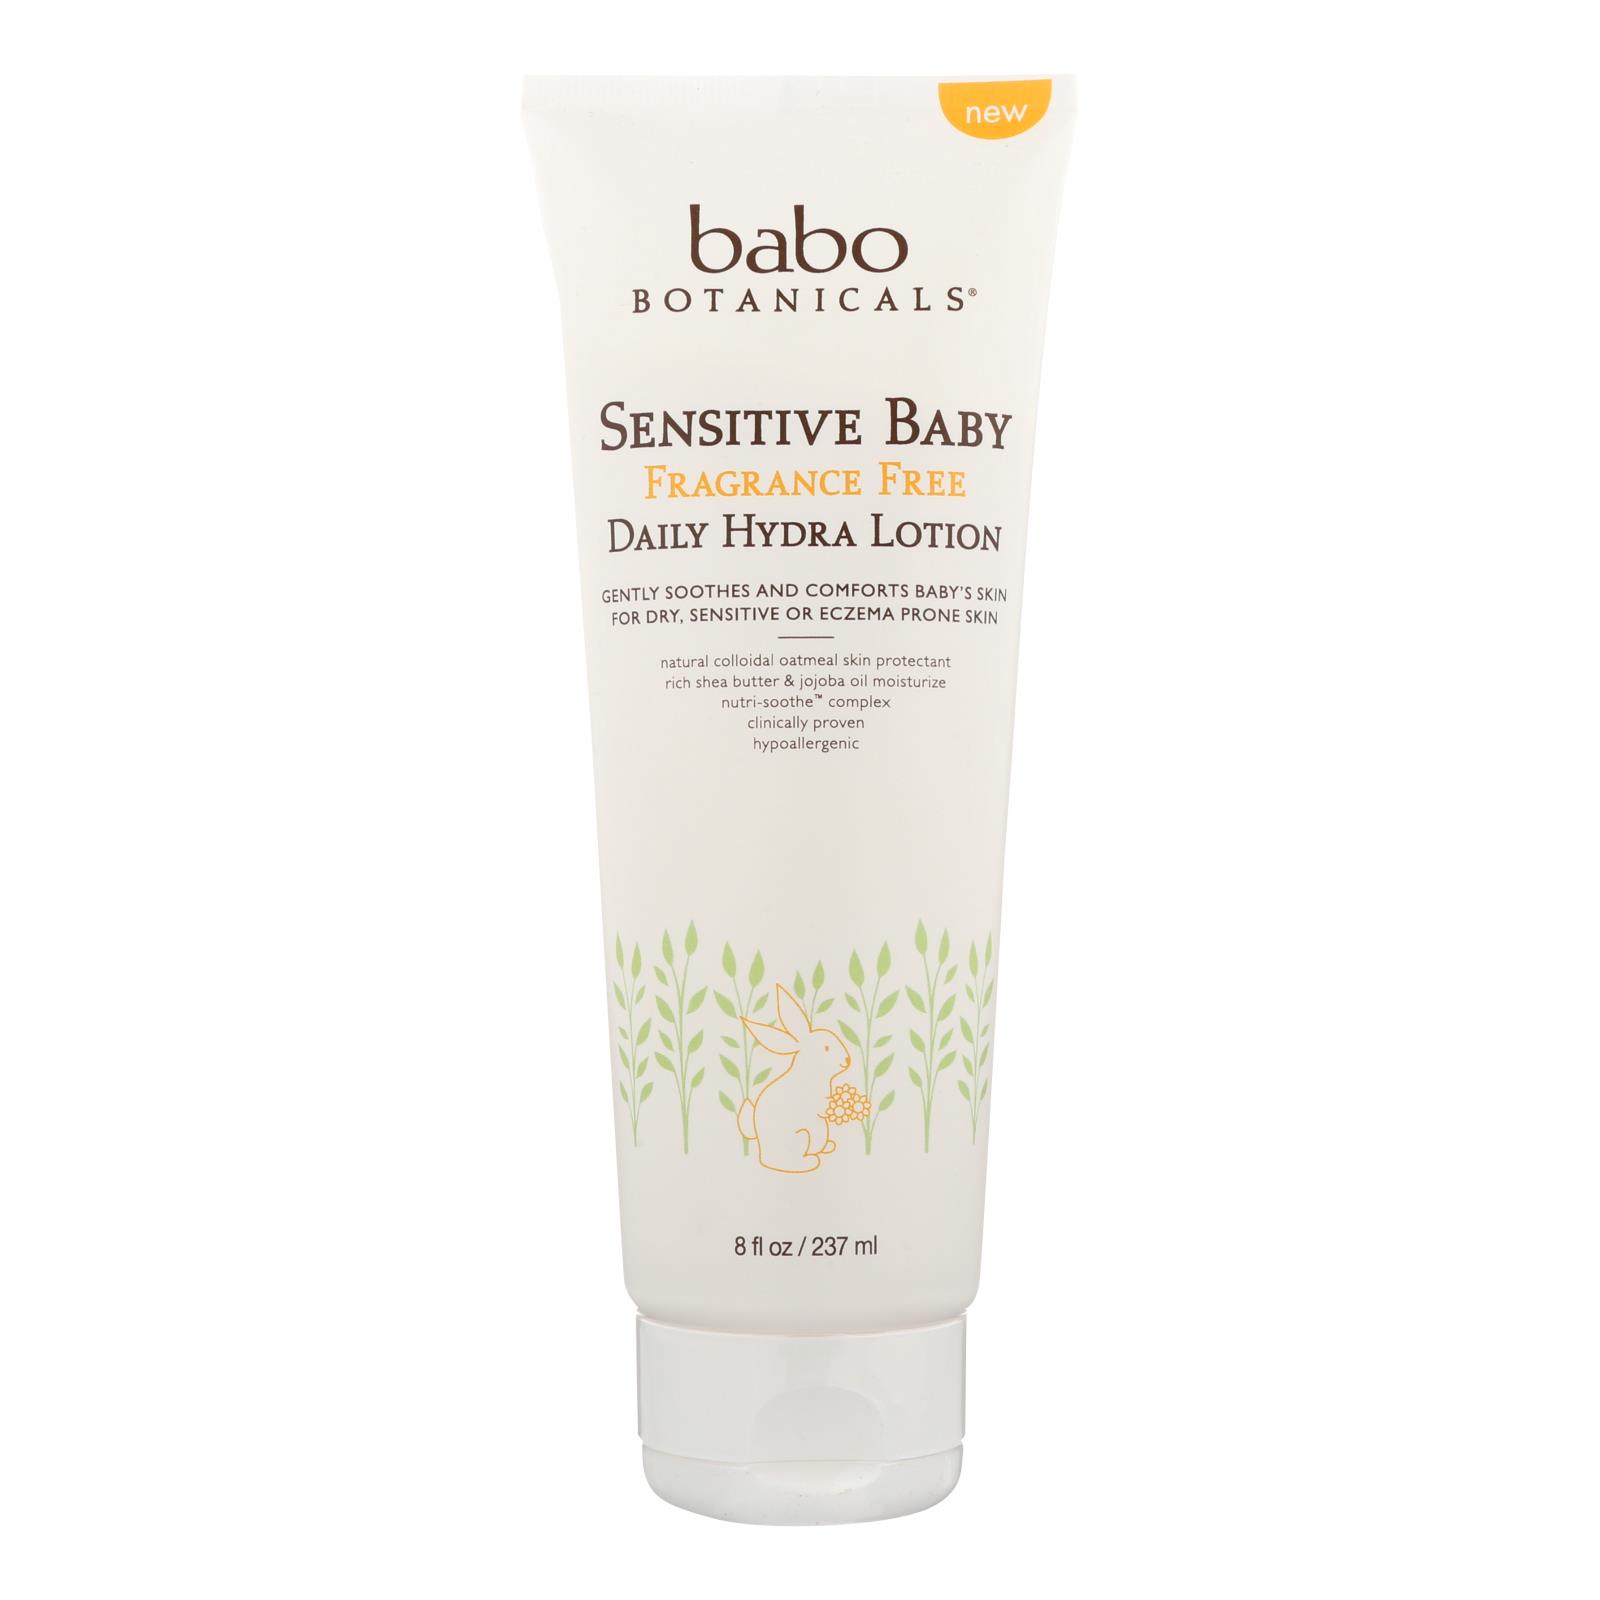 new
babo
BOTANICALS®
SENSITIVE BABY
FRAGRANCE FREE
DAILY HYDRA LOTION
GENTLY SOOTHES AND COMFORTS BABY'S SKIN
FOR DRY, SENSITIVE OR ECZEMA PRONE SKIN
natural colloidal oatmeal skin protectant
rich shea butter & jojoba oil moisturize
nutri-soothe™ complex
clinically proven
hypoallergenic
8 fl oz / 237 ml